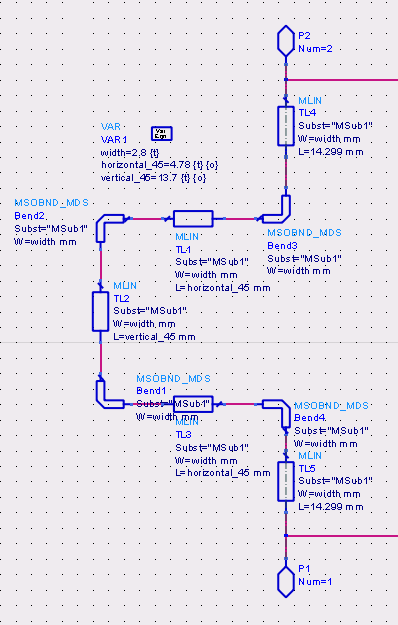 P2
Num=2
MLIN
TL4
Subst="MSub1"
W=width mm
L=14.299 mm
VAR
Var
Eqn
VAR1
width=2.8 {t}
horizontal_45=4.78 {t} {o}
vertical_45=13.7 {t} {o}
MSOBND_MDS
Bend2
Subst="MSub1"
W=width mm
MLIN
TL1
Subst="MSub1"
W=width mm
L=horizontal_45 mm
MSOBND_MDS
Bend3
Subst="MSub1"
W=width mm
MLIN
TL2
Subst="MSub1"
W=width mm
L=vertical_45 mm
MSOBND_MDS
Bend1
Subst="MSub1"
W=width mm
MLIN
TL3
Subst="MSub1"
W=width mm
L=horizontal_45 mm
MSOBND_MDS
Bend4
Subst="MSub1"
W=width mm
MLIN
TL5
Subst="MSub1"
W=width mm
L=14.299 mm
P1
Num=1